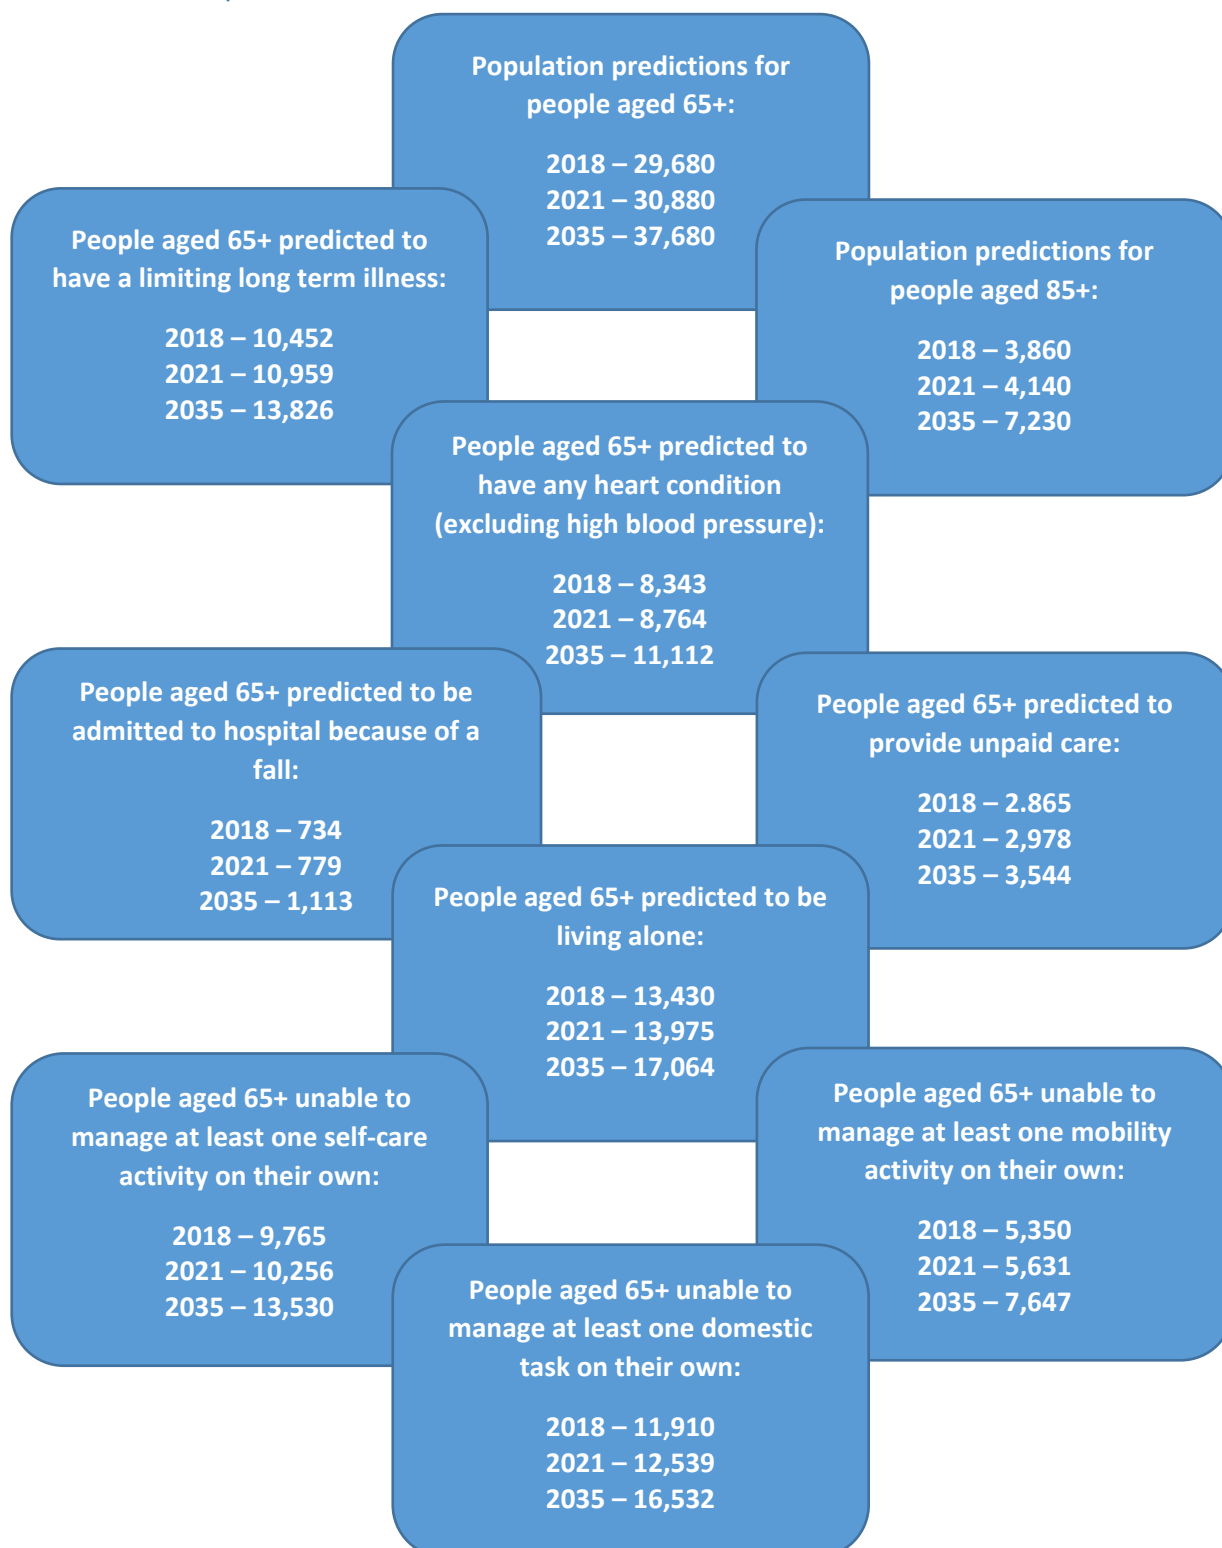 Population predictions for
people aged 65+:
2018 – 29,680
2021 – 30,880
2035 – 37,680
People aged 65+ predicted to
have a limiting long term illness:
2018 – 10,452
2021 – 10,959
2035 – 13,826
Population predictions for
people aged 85+:
2018 – 3,860
2021 – 4,140
2035 – 7,230
People aged 65+ predicted to
have any heart condition
(excluding high blood pressure):
2018 – 8,343
2021 – 8,764
2035 – 11,112
People aged 65+ predicted to be
admitted to hospital because of a
fall:
2018 – 734
2021 – 779
2035 – 1,113
People aged 65+ predicted to
provide unpaid care:
2018 – 2.865
2021 – 2,978
2035 – 3,544
People aged 65+ predicted to be
living alone:
2018 – 13,430
2021 – 13,975
2035 – 17,064
People aged 65+ unable to
manage at least one self-care
activity on their own:
2018 – 9,765
2021 – 10,256
2035 – 13,530
People aged 65+ unable to
manage at least one mobility
activity on their own:
2018 – 5,350
2021 – 5,631
2035 – 7,647
People aged 65+ unable to
manage at least one domestic
task on their own:
2018 – 11,910
2021 – 12,539
2035 – 16,532